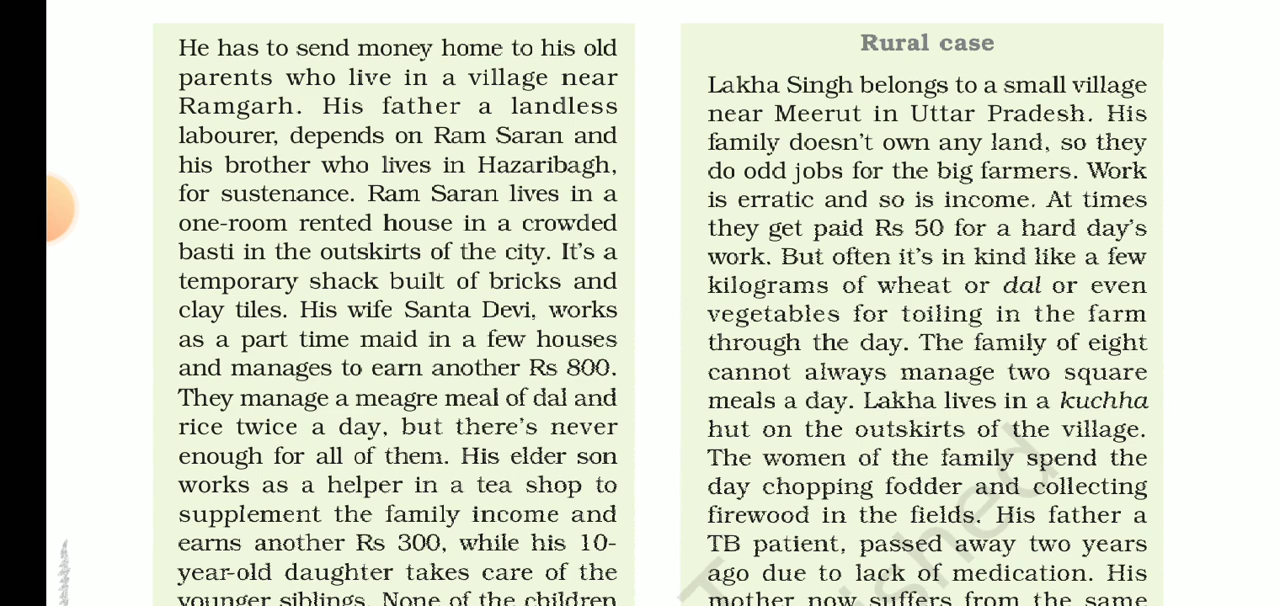 He has to send money home to his old
parents who live in a village near
Ramgarh. His father a landless
labourer, depends on Ram Saran and
his brother who lives in Hazaribagh,
for sustenance. Ram Saran lives in a
one-room rented house in a crowded
basti in the outskirts of the city. It's a
temporary shack built of bricks and
clay tiles. His wife Santa Devi, works
as a part time maid in a few houses
and manages to earn another Rs 800.
They manage a meagre meal of dal and
rice twice a day, but there's never
enough for all of them. His elder son
works as a helper in a tea shop to
supplement the family income and
earns another Rs 300, while his 10-
year-old daughter takes care of the
younger siblings. None of the children
Rural case
Lakha Singh belongs to a small village
near Meerut in Uttar Pradesh. His
family doesn't own any land, so they
do odd jobs for the big farmers. Work
is erratic and so is income. At times
they get paid Rs 50 for a hard day's
work. But often it's in kind like a few
kilograms of wheat or dal or even
vegetables for toiling in the farm
through the day. The family of eight
cannot always manage two square
meals a day. Lakha lives in a kuchha
hut on the outskirts of the village.
The women of the family spend the
day chopping fodder and collecting
firewood in the fields. His father a
TB patient, passed away two years
ago due to lack of medication. His
mother now suffers from the same